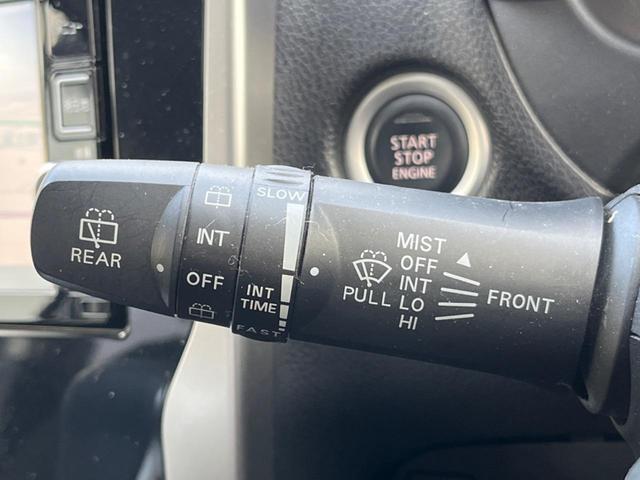 START
STOP
ENGINE
REAR
INT
OFF
SLOW
INT
TIME
FAST
PULL
MIST
OFF
INT
LO
HI
FRONT